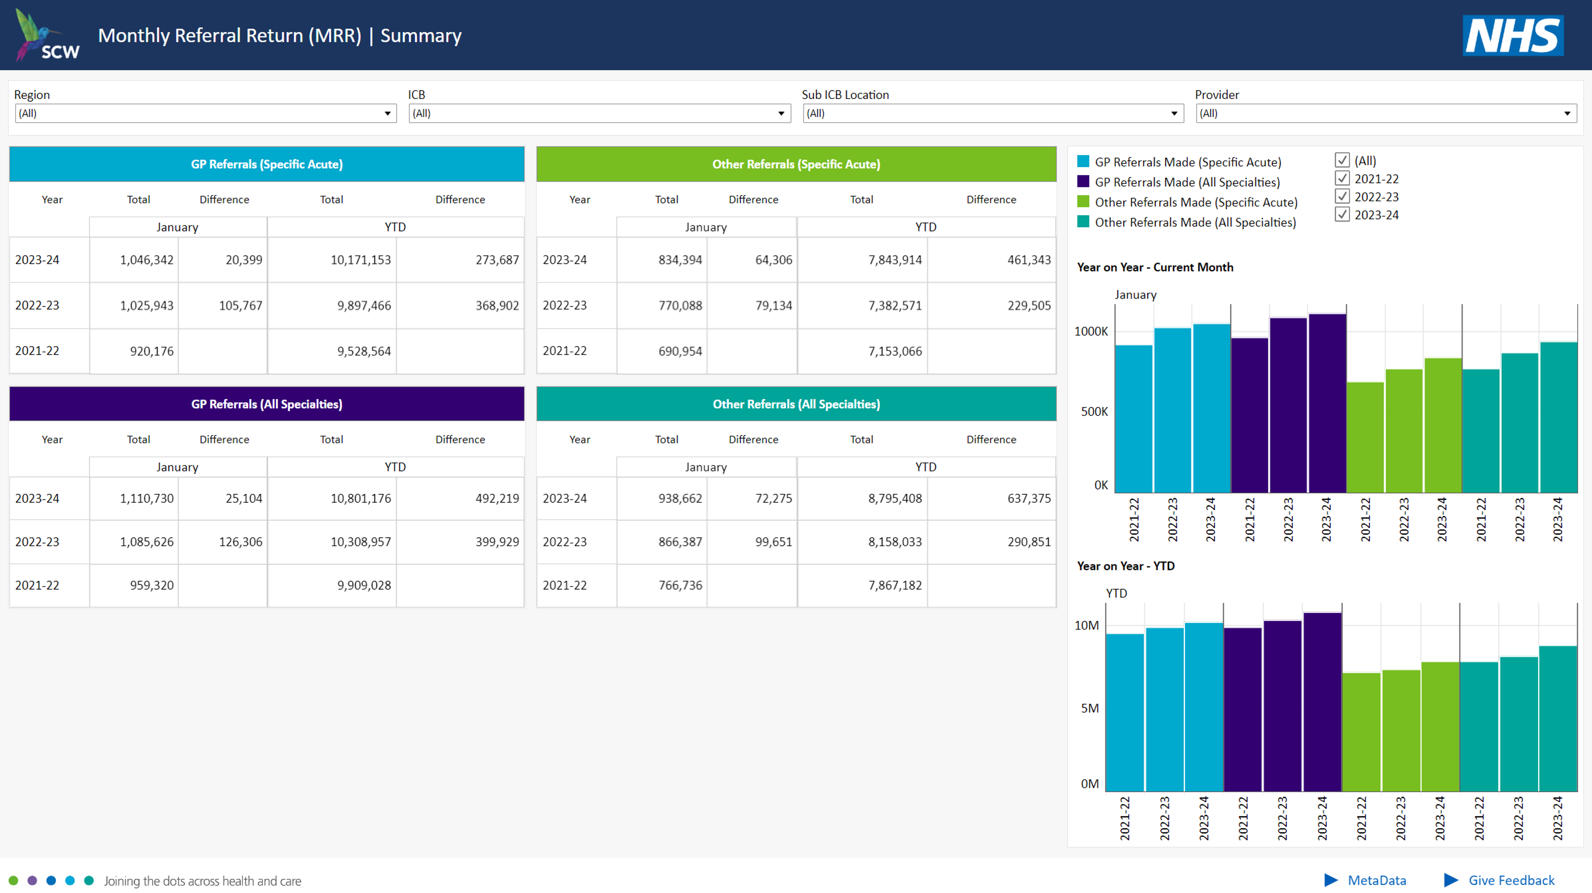 SCW
Monthly Referral Return (MRR) | Summary
NHS
Region ICB Sub ICB Location Provider
(All) (All) (All) (All)
GP Referrals (Specific Acute)
Year Total Difference Total Difference
January YTD
2023-24 1,046,342 20,399 10,171,153 273,687
2022-23 1,025,943 105,767 9,897,466 368,902
2021-22 920,176 9,528,564
Other Referrals (Specific Acute)
Year Total Difference Total Difference
January YTD
2023-24 834,394 64,306 7,843,914 461,343
2022-23 770,088 79,134 7,382,571 229,505
2021-22 690,954 7,153,066
GP Referrals (All Specialties)
Year Total Difference Total Difference
January YTD
2023-24 1,110,730 25,104 10,801,176 492,219
2022-23 1,085,626 126,306 10,308,957 399,929
2021-22 959,320 9,909,028
Other Referrals (All Specialties)
Year Total Difference Total Difference
January YTD
2023-24 938,662 72,275 8,795,408 637,375
2022-23 866,387 99,651 8,158,033 290,851
2021-22 766,736 7,867,182
GP Referrals Made (Specific Acute)
GP Referrals Made (All Specialties)
Other Referrals Made (Specific Acute)
Other Referrals Made (All Specialties)
(All)
2021-22
2022-23
2023-24
Year on Year - Current Month
January
1000K
500K
0K
2021-22 2022-23 2023-24 2021-22 2022-23 2023-24 2021-22 2022-23 2023-24 2021-22 2022-23 2023-24
Year on Year - YTD
YTD
10M
5M
0M
2021-22 2022-23 2023-24 2021-22 2022-23 2023-24 2021-22 2022-23 2023-24 2021-22 2022-23 2023-24
Joining the dots across health and care
MetaData
Give Feedback